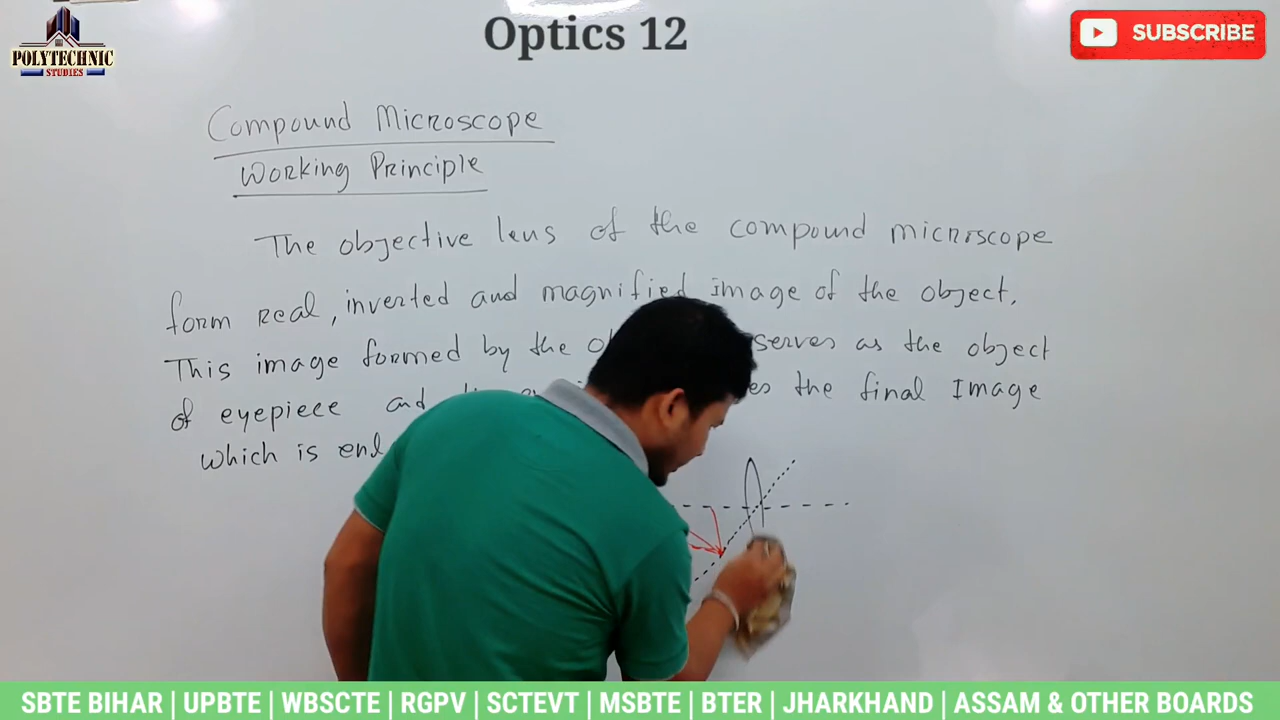 Optics 12
POLYTECHNIC
STUDIES
SUBSCRIBE
Compound Microscope
Working Principle
The objective lens of the compound microscope
form real, inverted and magnified image of the object.
This image formed by the serves as the object
of eyepiece and the final Image
which is
SBTE BIHAR | UPBTE | WBSCTE | RGPV | SCTEVT | MSBTE | BTER | JHARKHAND | ASSAM & OTHER BOARDS